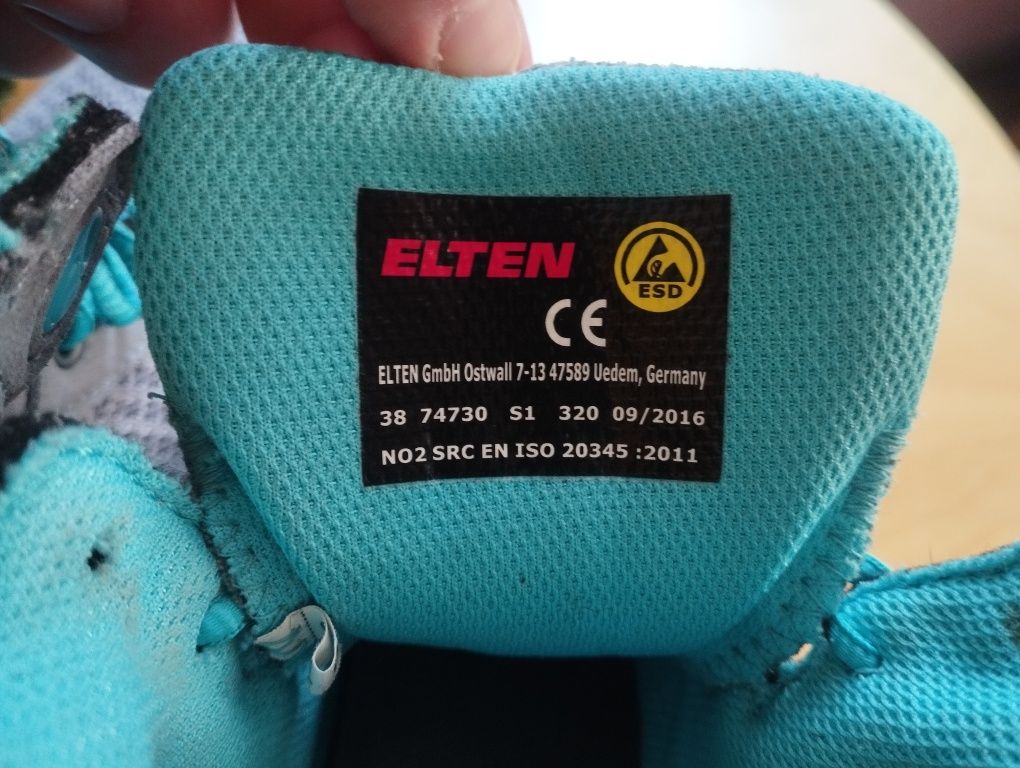 ELTEN
ESD
CE
ELTEN GmbH Ostwall 7-13 47589 Uedem, Germany
38 74730 S1 320 09/2016
NO2 SRC EN ISO 20345 :2011